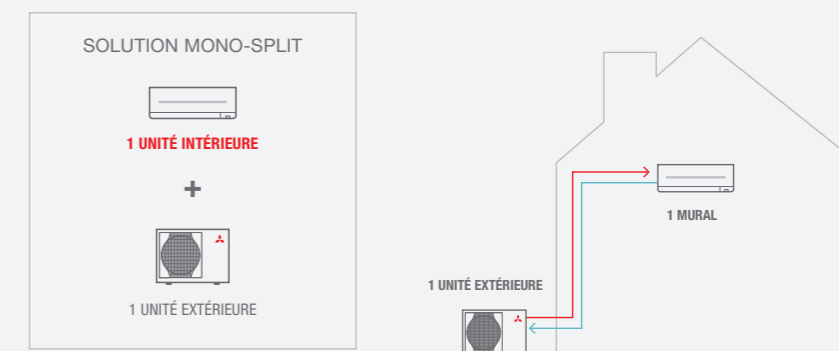 SOLUTION MONO-SPLIT
1 UNITÉ INTÉRIEURE
+
1 UNITÉ EXTÉRIEURE
1 MURAL
1 UNITÉ EXTÉRIEURE